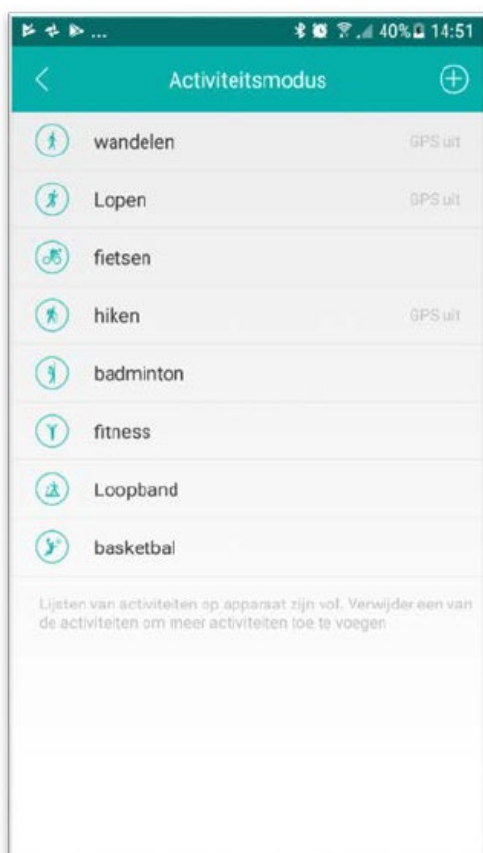 ... 40% 14:51
Activiteitsmodus
wandelen GPS uit
Lopen GPS uit
fietsen
hiken GPS uit
badminton
fitness
Loopband
basketbal
Lijsten van activiteiten op apparaat zijn vol. Verwijder een van
de activiteiten om meer activiteiten toe te voegen